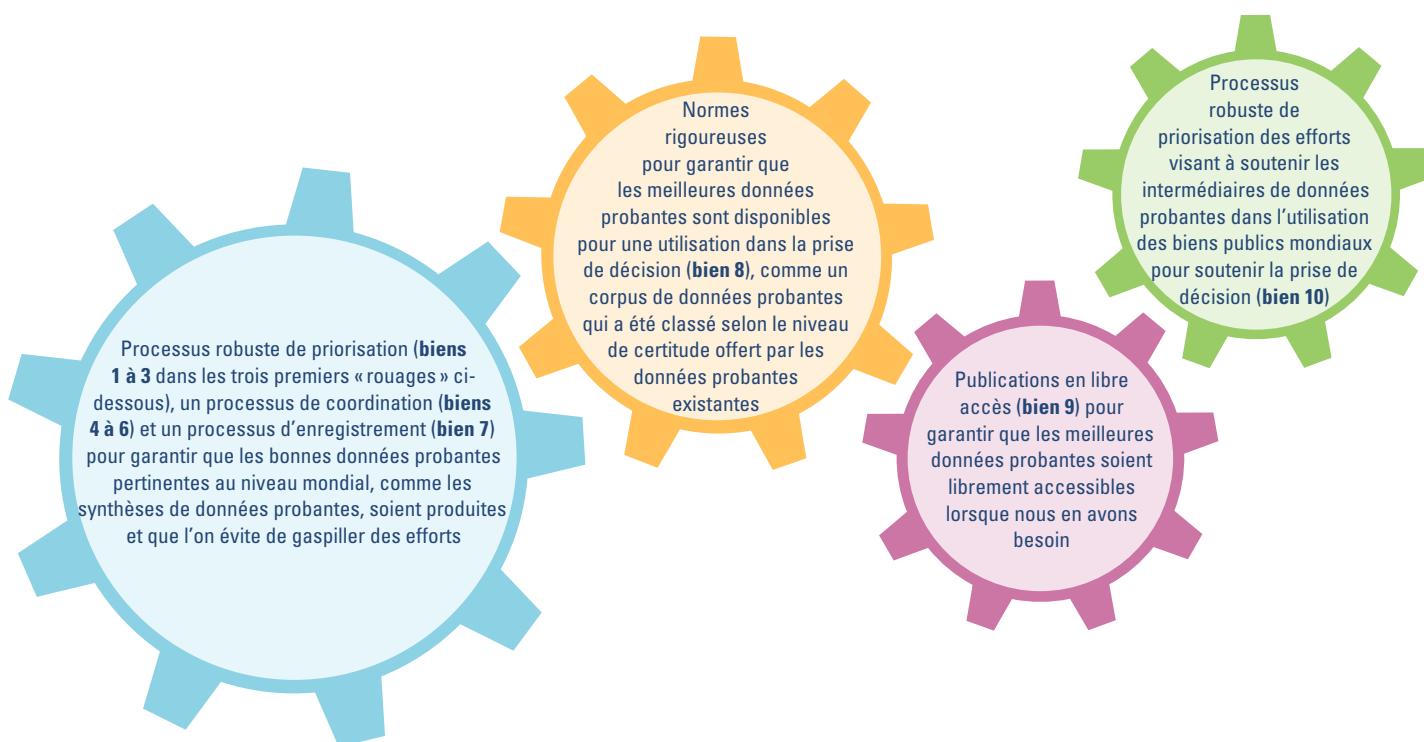 Processus robuste de priorisation (biens
1 à 3 dans les trois premiers « rouages » ci-
dessous), un processus de coordination (biens
4 à 6) et un processus d’enregistrement (bien 7)
pour garantir que les bonnes données probantes
pertinentes au niveau mondial, comme les
synthèses de données probantes, soient produites
et que l’on évite de gaspiller des efforts
Normes
rigoureuses
pour garantir que
les meilleures données
probantes sont disponibles
pour une utilisation dans la prise
de décision (bien 8), comme un
corpus de données probantes
qui a été classé selon le niveau
de certitude offert par les
données probantes
existantes
Publications en libre
accès (bien 9) pour
garantir que les meilleures
données probantes soient
librement accessibles
lorsque nous en avons
besoin
Processus
robuste de
priorisation des efforts
visant à soutenir les
intermédiaires de données
probantes dans l’utilisation
des biens publics mondiaux
pour soutenir la prise de
décision (bien 10)